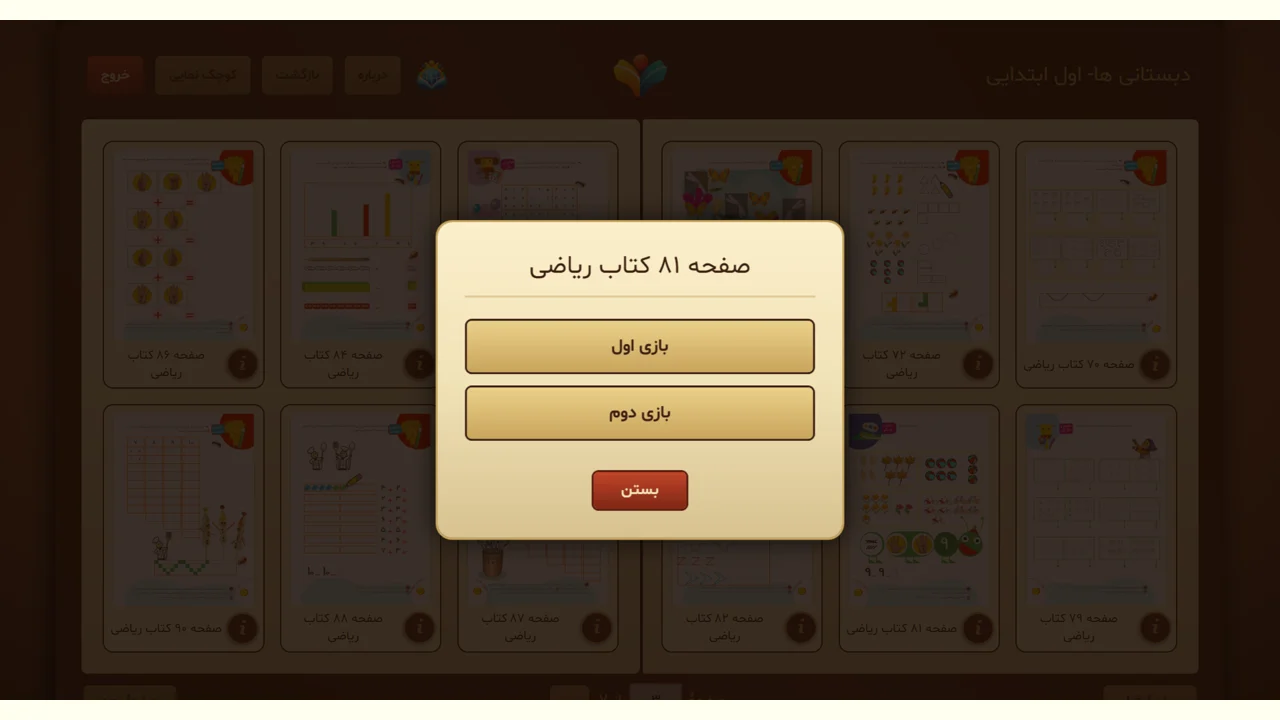 دبستانی ها- اول ابتدایی
درباره
بازگشت
کوچک نمایی
خروج
صفحه ۸۱ کتاب ریاضی
بازی اول
بازی دوم
بستن
صفحه ۷۰ کتاب ریاضی
صفحه ۷۲ کتاب
ریاضی
صفحه ۸۴ کتاب
ریاضی
صفحه ۸۶ کتاب
ریاضی
صفحه ۷۹ کتاب
ریاضی
صفحه ۸۱ کتاب ریاضی
صفحه ۸۲ کتاب
ریاضی
صفحه ۸۷ کتاب
ریاضی
صفحه ۸۸ کتاب
ریاضی
صفحه ۹۰ کتاب ریاضی